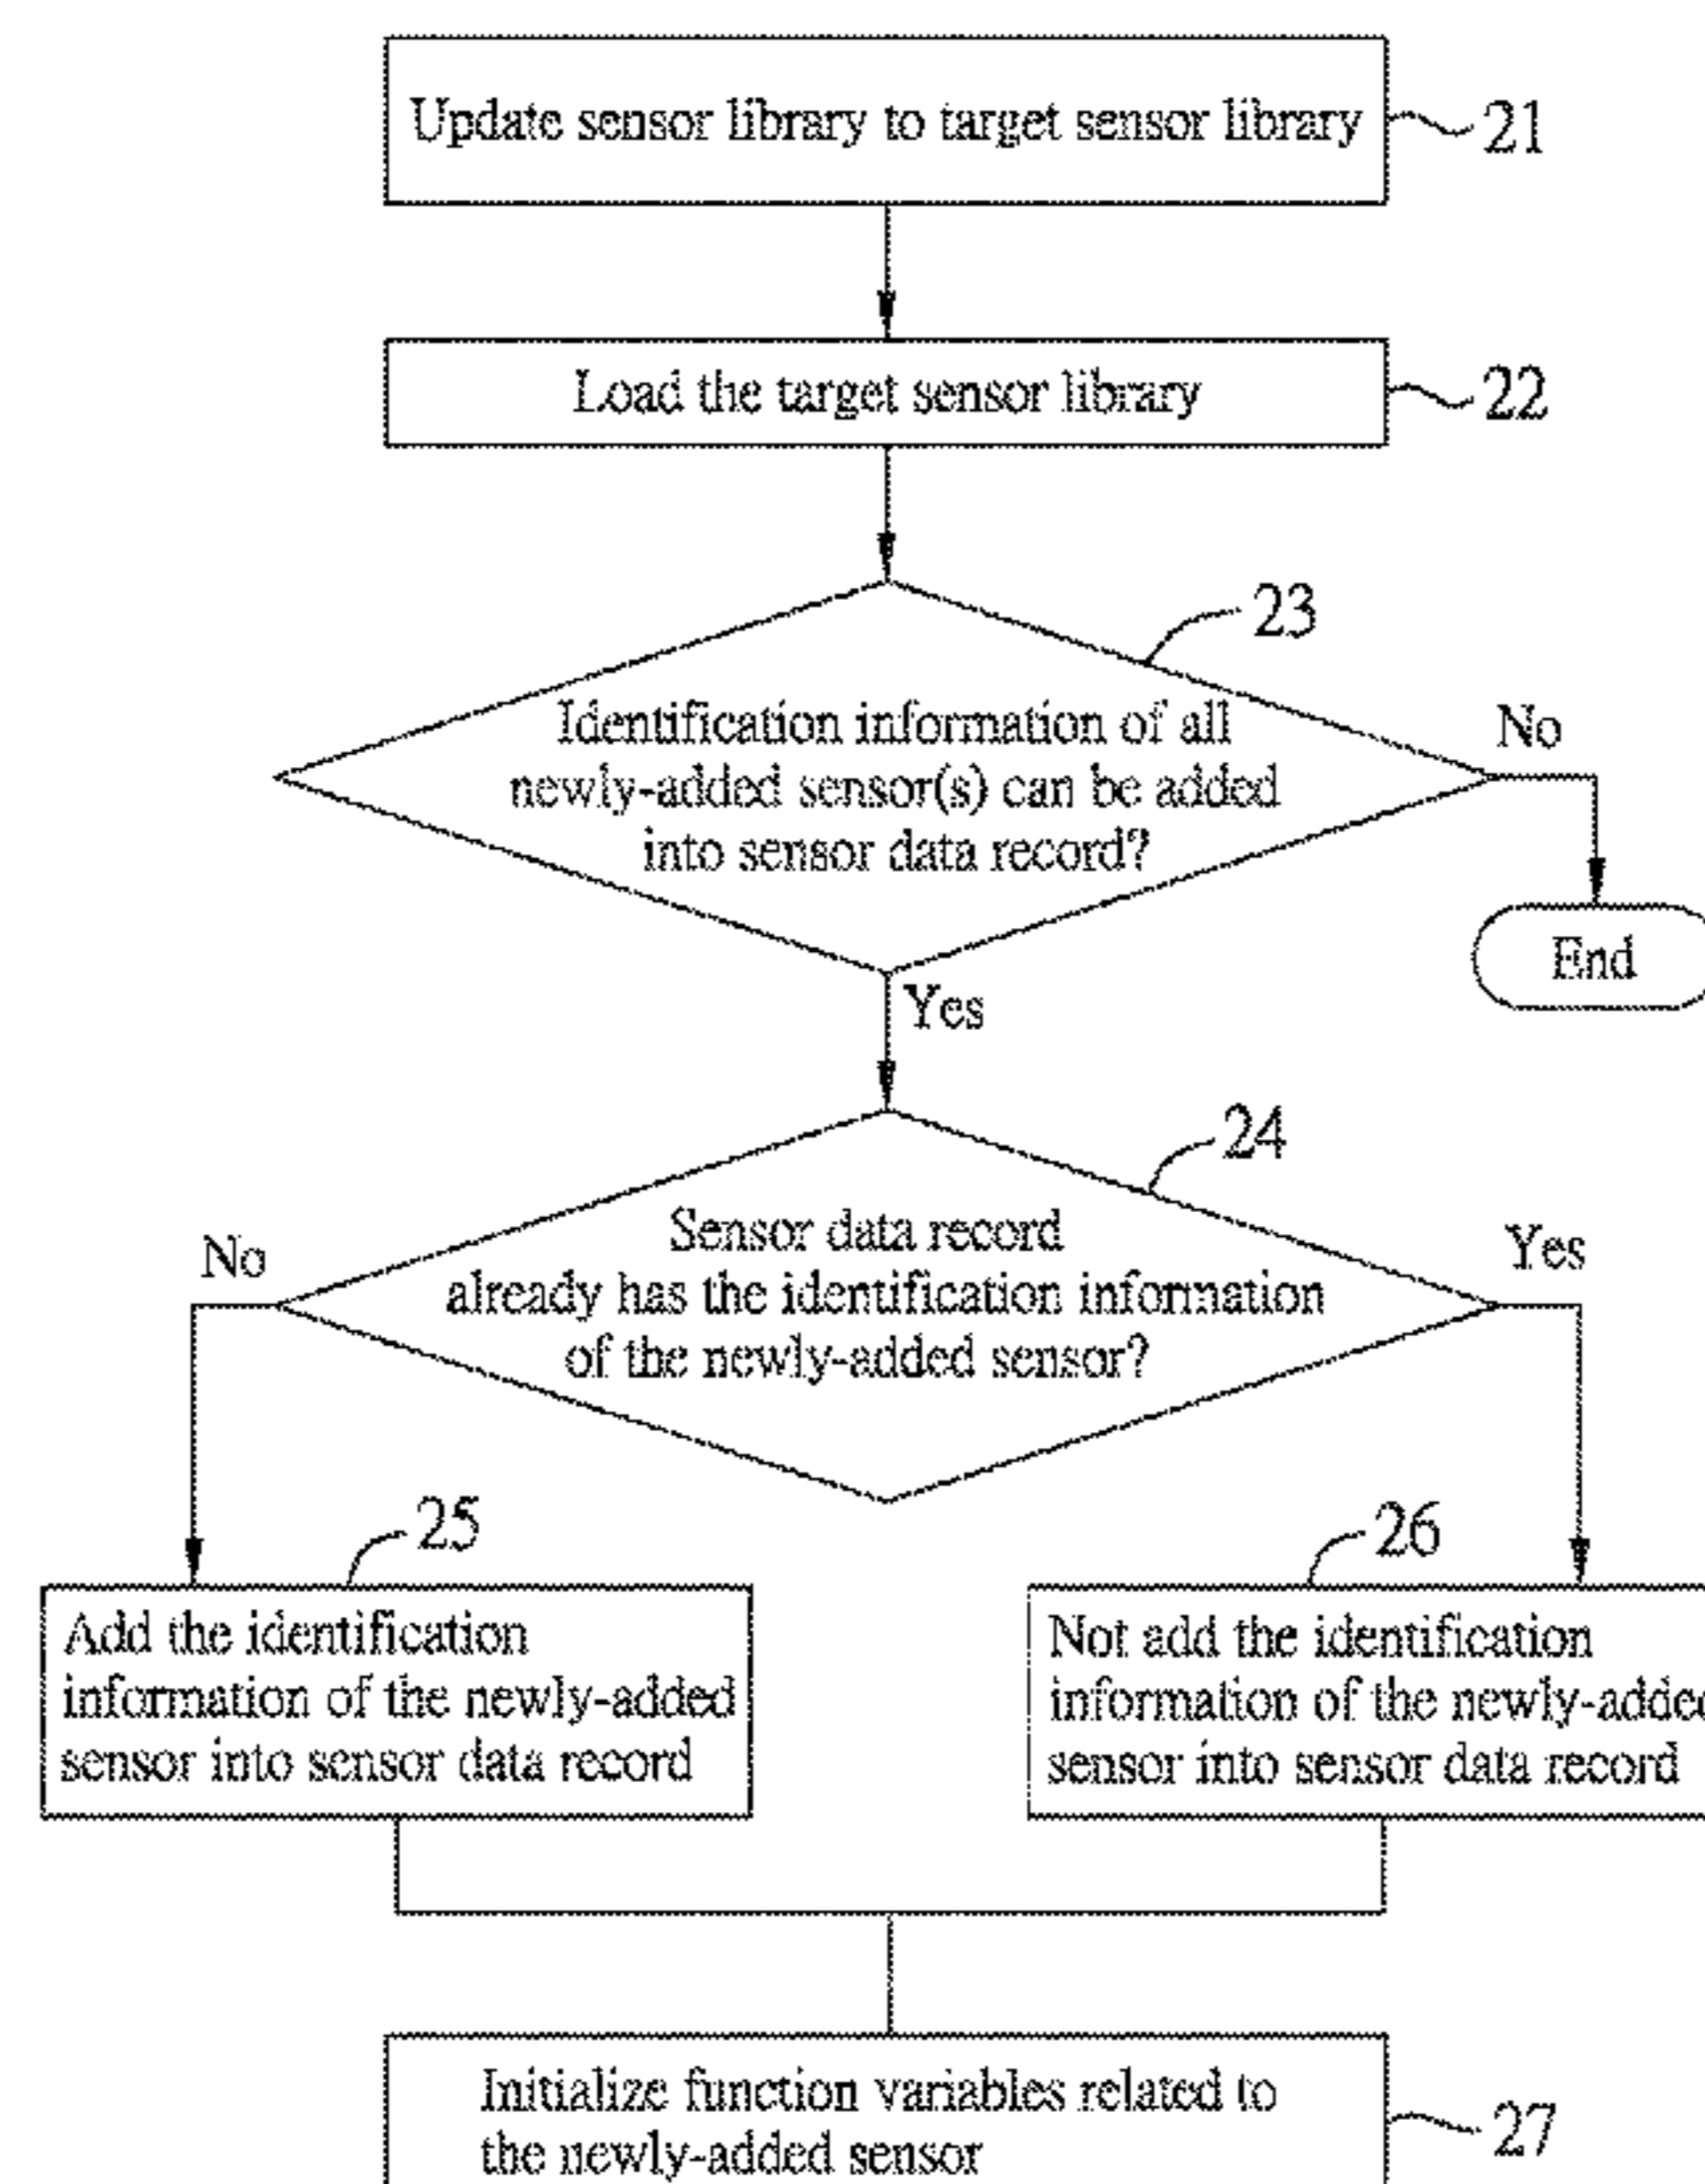 Update sensor library to target sensor library
21
Load the target sensor library
22
23
Identification information of all
newly-added sensor(s) can be added
into sensor data record?
No
End
Yes
24
Sensor data record
already has the identification information
of the newly-added sensor?
No
Yes
25
Add the identification
information of the newly-added
sensor into sensor data record
26
Not add the identification
information of the newly-added
sensor into sensor data record
Initialize function variables related to
the newly-added sensor
27